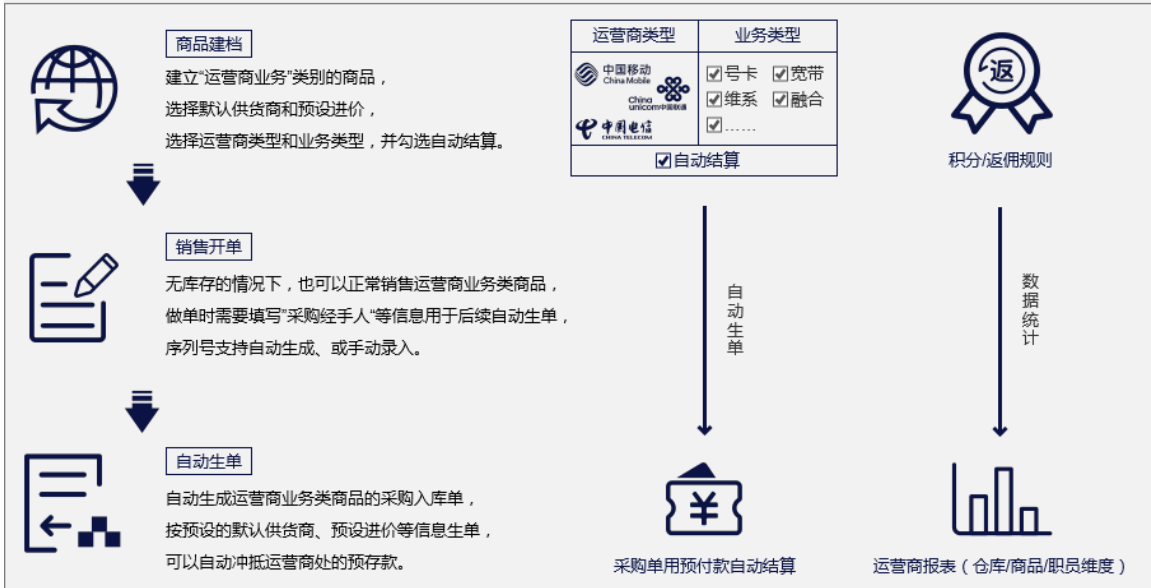 商品建档
建立“运营商业务”类别的商品，
选择默认供货商和预设进价，
选择运营商类型和业务类型，并勾选自动结算。
运营商类型
业务类型
中国移动
China Mobile
China
unicom中国联通
中国电信
CHINA TELECOM
号卡 宽带
维系 融合
……
自动结算
返
积分/返佣规则
销售开单
无库存的情况下，也可以正常销售运营商业务类商品，
做单时需要填写”采购经手人“等信息用于后续自动生单，
序列号支持自动生成、或手动录入。
自动生单
数据统计
自动生单
自动生成运营商业务类商品的采购入库单，
按预设的默认供货商、预设进价等信息生单，
可以自动冲抵运营商处的预存款。
¥
采购单用预付款自动结算
运营商报表（仓库/商品/职员维度）